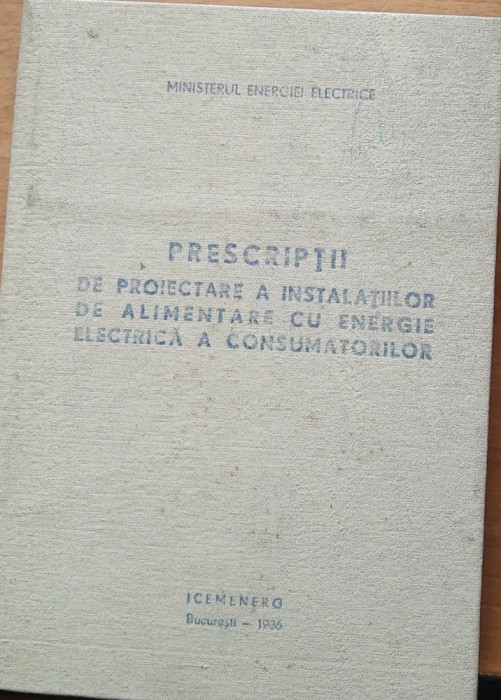 MINISTERUL ENERGIEI ELECTRICE
PRESCRIPȚII
DE PROIECTARE A INSTALAȚIILOR
DE ALIMENTARE CU ENERGIE
ELECTRICĂ A CONSUMATORILOR
ICEMENERG
București – 1986